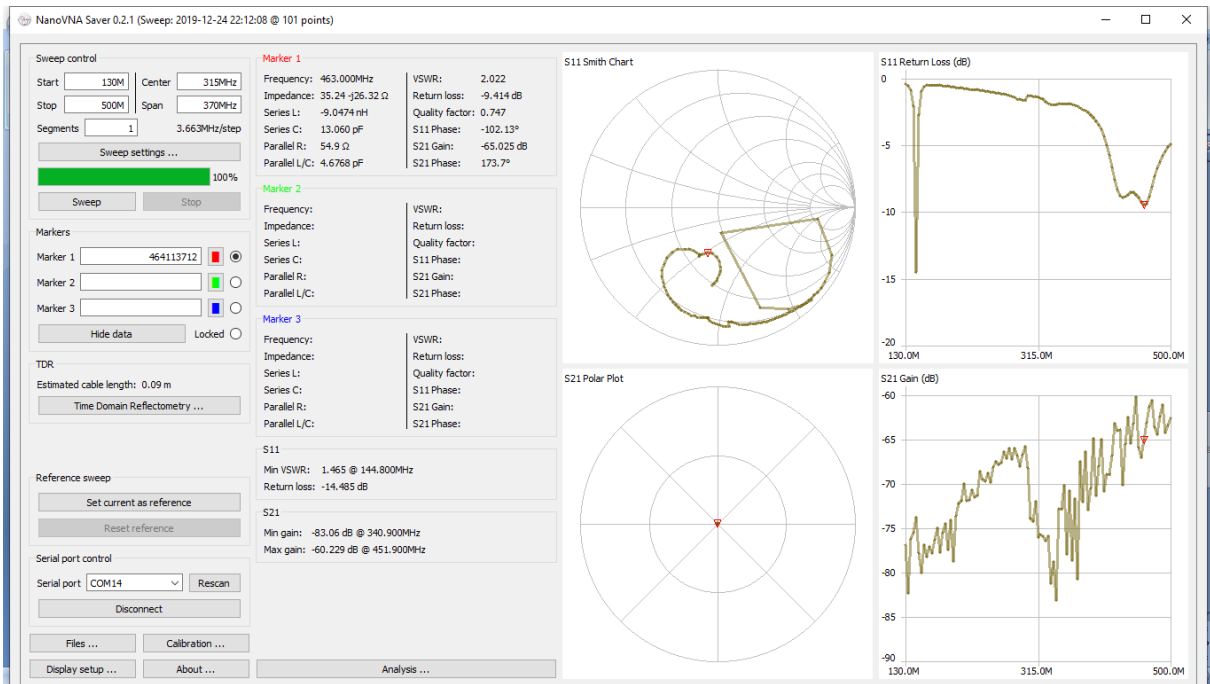 NanoVNA Saver 0.2.1 (Sweep: 2019-12-24 22:12:08 @ 101 points)
Sweep control
Start 130M Center 315MHz
Stop 500M Span 370MHz
Segments 1 3.663MHz/step
Sweep settings ...
100%
Sweep Stop
Markers
Marker 1 464113712
Marker 2
Marker 3
Hide data Locked
TDR
Estimated cable length: 0.09 m
Time Domain Reflectometry ...
Reference sweep
Set current as reference
Reset reference
Serial port control
Serial port COM14 Rescan
Disconnect
Files ... Calibration ...
Display setup ... About ...
Marker 1
Frequency: 463.000MHz VSWR: 2.022
Impedance: 35.24 -j26.32 Ω Return loss: -9.414 dB
Series L: -9.0474 nH Quality factor: 0.747
Series C: 13.060 pF S11 Phase: -102.13°
Parallel R: 54.9 Ω S21 Gain: -65.025 dB
Parallel L/C: 4.6768 pF S21 Phase: 173.7°
Marker 2
Frequency: VSWR:
Impedance: Return loss:
Series L: Quality factor:
Series C: S11 Phase:
Parallel R: S21 Gain:
Parallel L/C: S21 Phase:
Marker 3
Frequency: VSWR:
Impedance: Return loss:
Series L: Quality factor:
Series C: S11 Phase:
Parallel R: S21 Gain:
Parallel L/C: S21 Phase:
S11
Min VSWR: 1.465 @ 144.800MHz
Return loss: -14.485 dB
S21
Min gain: -83.06 dB @ 340.900MHz
Max gain: -60.229 dB @ 451.900MHz
Analysis ...
S11 Smith Chart
S11 Return Loss (dB)
0
-5
-10
-15
-20
130.0M 315.0M 500.0M
S21 Polar Plot
S21 Gain (dB)
-60
-65
-70
-75
-80
-85
-90
130.0M 315.0M 500.0M